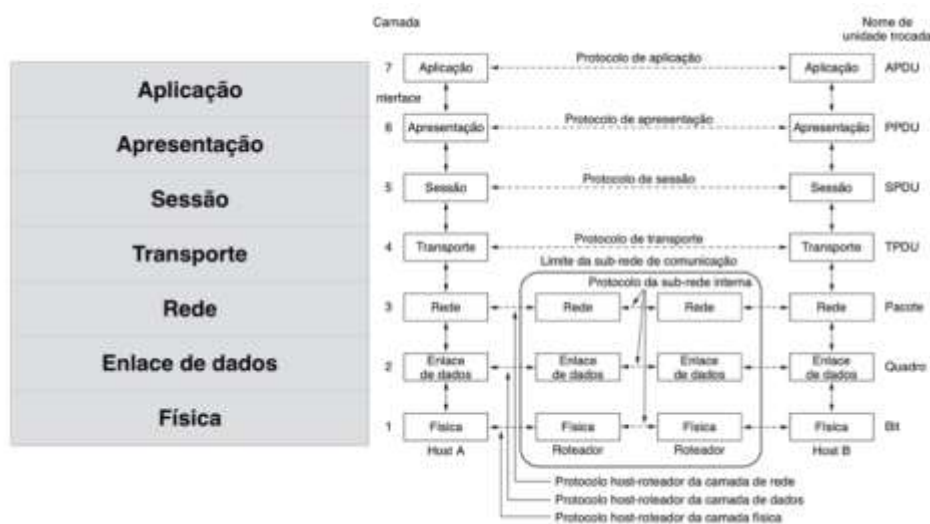 Aplicação
Apresentação
Sessão
Transporte
Rede
Enlace de dados
Física
Camada
Nome de
unidade trocada
7 Aplicação Protocolo de aplicação Aplicação APDU
nterface
6 Apresentação Protocolo de apresentação Apresentação PPDU
5 Sessão Protocolo de sessão Sessão SPDU
4 Transporte Protocolo de transporte Transporte TPDU
Limite da sub-rede de comunicação
Protocolo da sub-rede interna
3 Rede Rede Rede Rede Pacote
2 Enlace de dados Enlace de dados Enlace de dados Enlace de dados Quadro
1 Física Física Física Física Bit
Host A Roteador Roteador Host B
Protocolo host-roteador da camada de rede
Protocolo host-roteador da camada de dados
Protocolo host-roteador da camada física